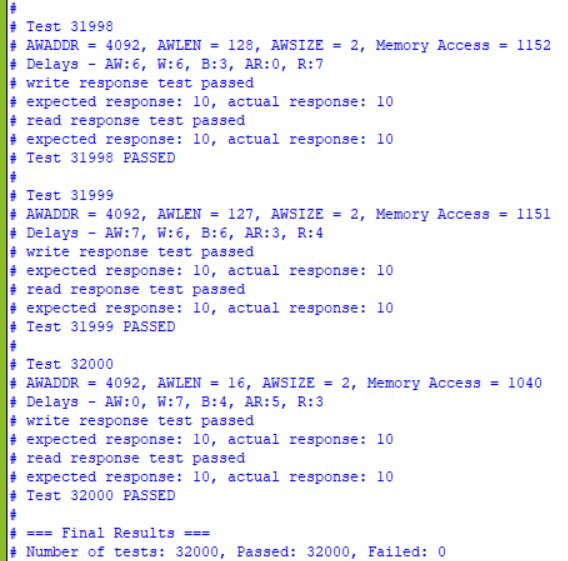 #
# Test 31998
# AWADDR = 4092, AWLEN = 128, AWSIZE = 2, Memory Access = 1152
# Delays - AW:6, W:6, B:3, AR:0, R:7
# write response test passed
# expected response: 10, actual response: 10
# read response test passed
# expected response: 10, actual response: 10
# Test 31998 PASSED
#
# Test 31999
# AWADDR = 4092, AWLEN = 127, AWSIZE = 2, Memory Access = 1151
# Delays - AW:7, W:6, B:6, AR:3, R:4
# write response test passed
# expected response: 10, actual response: 10
# read response test passed
# expected response: 10, actual response: 10
# Test 31999 PASSED
#
# Test 32000
# AWADDR = 4092, AWLEN = 16, AWSIZE = 2, Memory Access = 1040
# Delays - AW:0, W:7, B:4, AR:5, R:3
# write response test passed
# expected response: 10, actual response: 10
# read response test passed
# expected response: 10, actual response: 10
# Test 32000 PASSED
#
# === Final Results ===
# Number of tests: 32000, Passed: 32000, Failed: 0